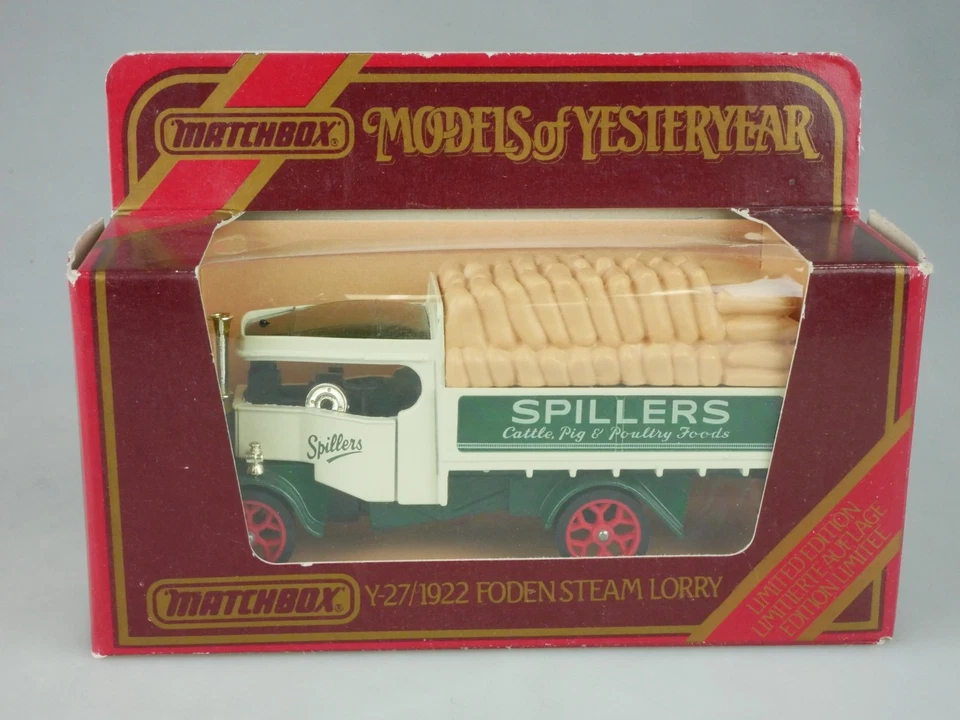 MATCHBOX®
MODELS of YESTERYEAR
SPILLERS
Cattle, Pig & Poultry Foods
Spillers
MATCHBOX®
Y-27/1922 FODEN STEAM LORRY
LIMITED EDITION
LIMITIERTE AUFLAGE
EDITION LIMITÉE